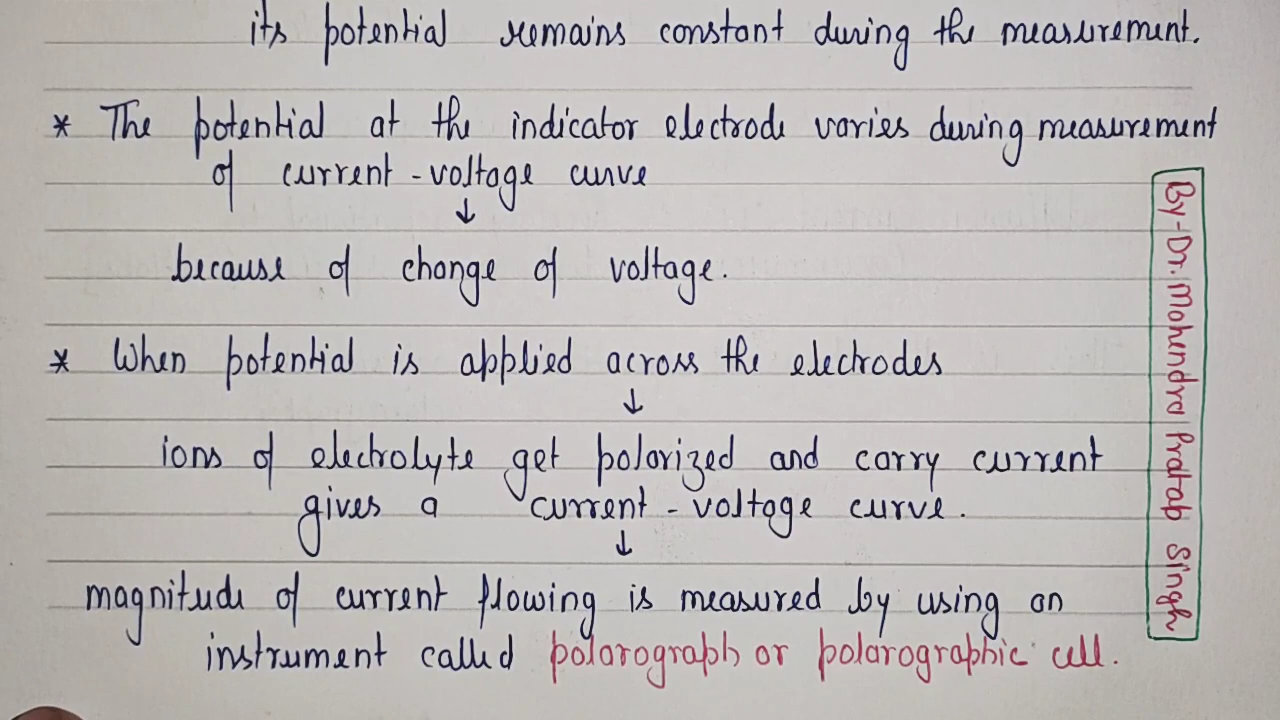 its potential remains constant during the measurement.
* The potential at the indicator electrode varies during measurement
of current-voltage curve
↓
because of change of voltage.
* When potential is applied across the electrodes
↓
ions of electrolyte get polarized and carry current
gives a current-voltage curve.
↓
magnitude of current flowing is measured by using an
instrument called polarograph or polarographic cell.
By-Dr. Mahendra Pratap Singh